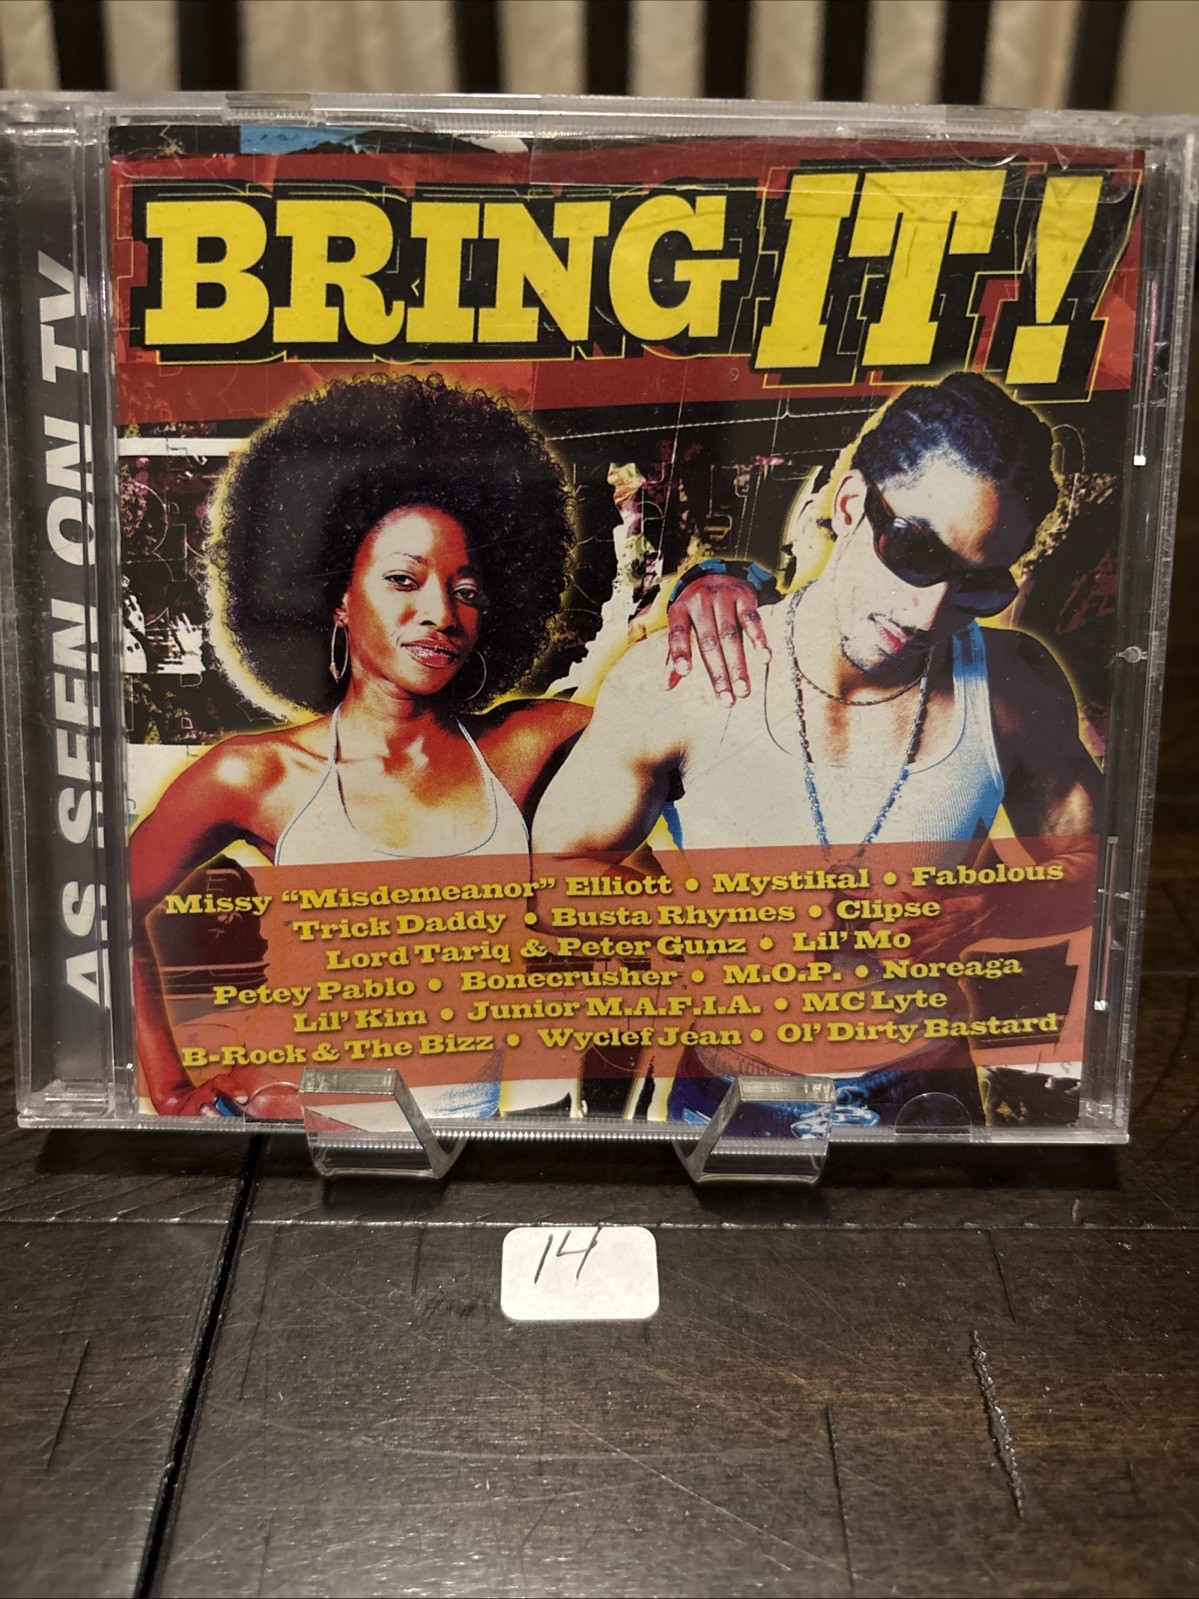 BRING IT!
AS SEEN ON TV
Missy "Misdemeanor" Elliott • Mystikal • Fabolous
Trick Daddy • Busta Rhymes • Clipse
Lord Tariq & Peter Gunz • Lil' Mo
Petey Pablo • Bonecrusher • M.O.P. • Noreaga
Lil' Kim • Junior M.A.F.I.A. • MC Lyte
B-Rock & The Bizz • Wyclef Jean • Ol' Dirty Bastard
14